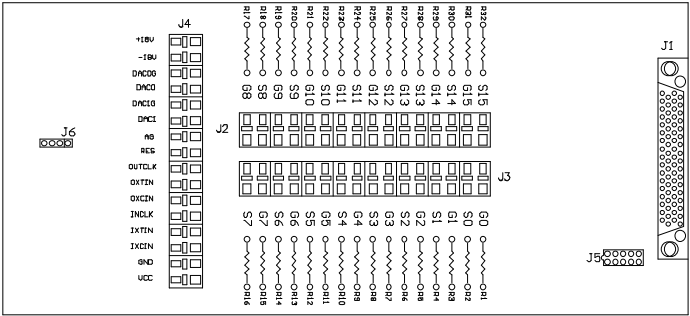 R17 R18 R19 R20 R21 R22 R23 R24 R25 R26 R27 R28 R29 R30 R31 R32
J4
J1
+18V
-18V
DAC0G
DAC0
DAC1G
DAC1
AG
RES
OUTCLK
OXTIN
OXCIN
INCLK
IXTIN
IXCIN
GND
VCC
G8 S8 G9 S9 G10 S10 G11 S11 G12 S12 G13 S13 G14 S14 G15 S15
J2
J6
J3
S7 G7 S6 G6 S5 G5 S4 G4 S3 G3 S2 G2 S1 G1 S0 G0
J5
R16 R15 R14 R13 R12 R11 R10 R9 R8 R7 R6 R5 R4 R3 R2 R1